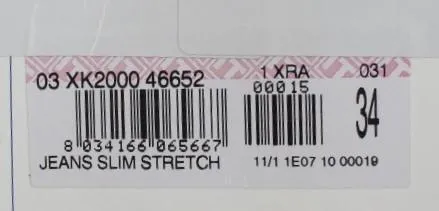 03 XK2000 46652 1 XRA 031
00015
34
8 034166 065667
JEANS SLIM STRETCH 11/1 1E07 10 00019